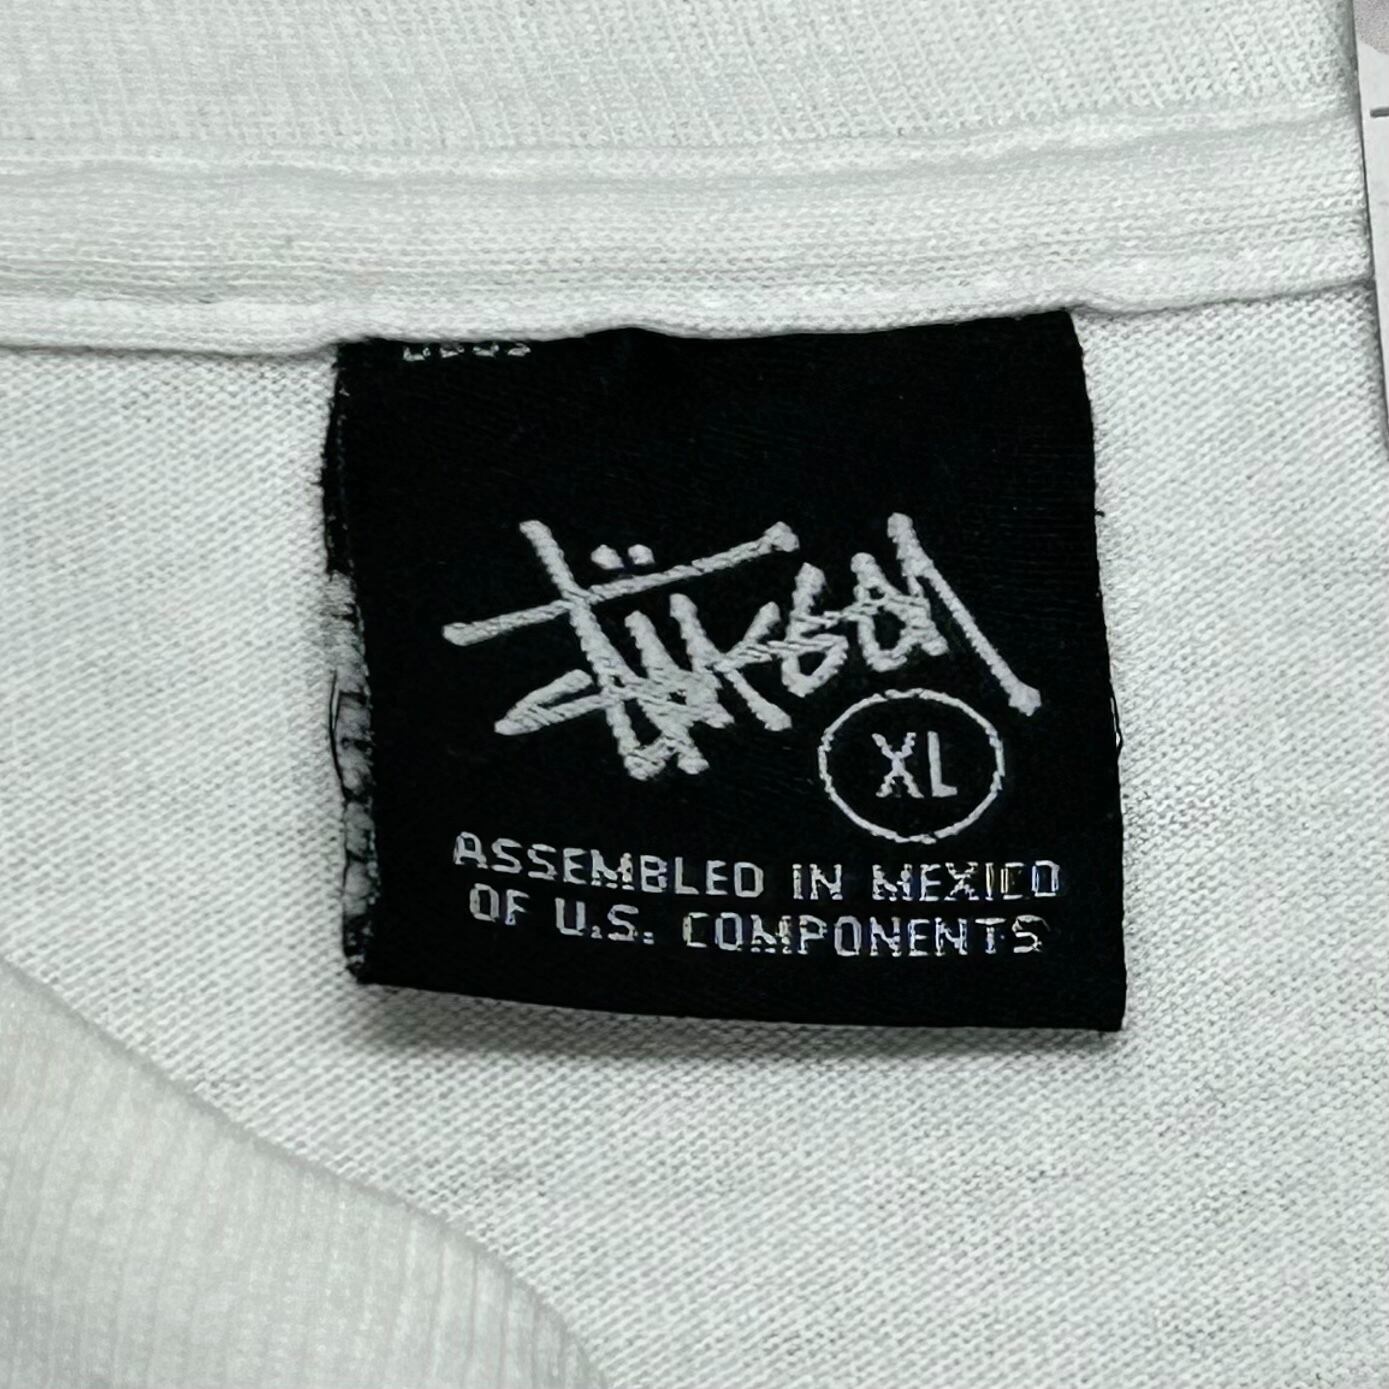 Stüssy
XL
ASSEMBLED IN MEXICO
OF U.S. COMPONENTS